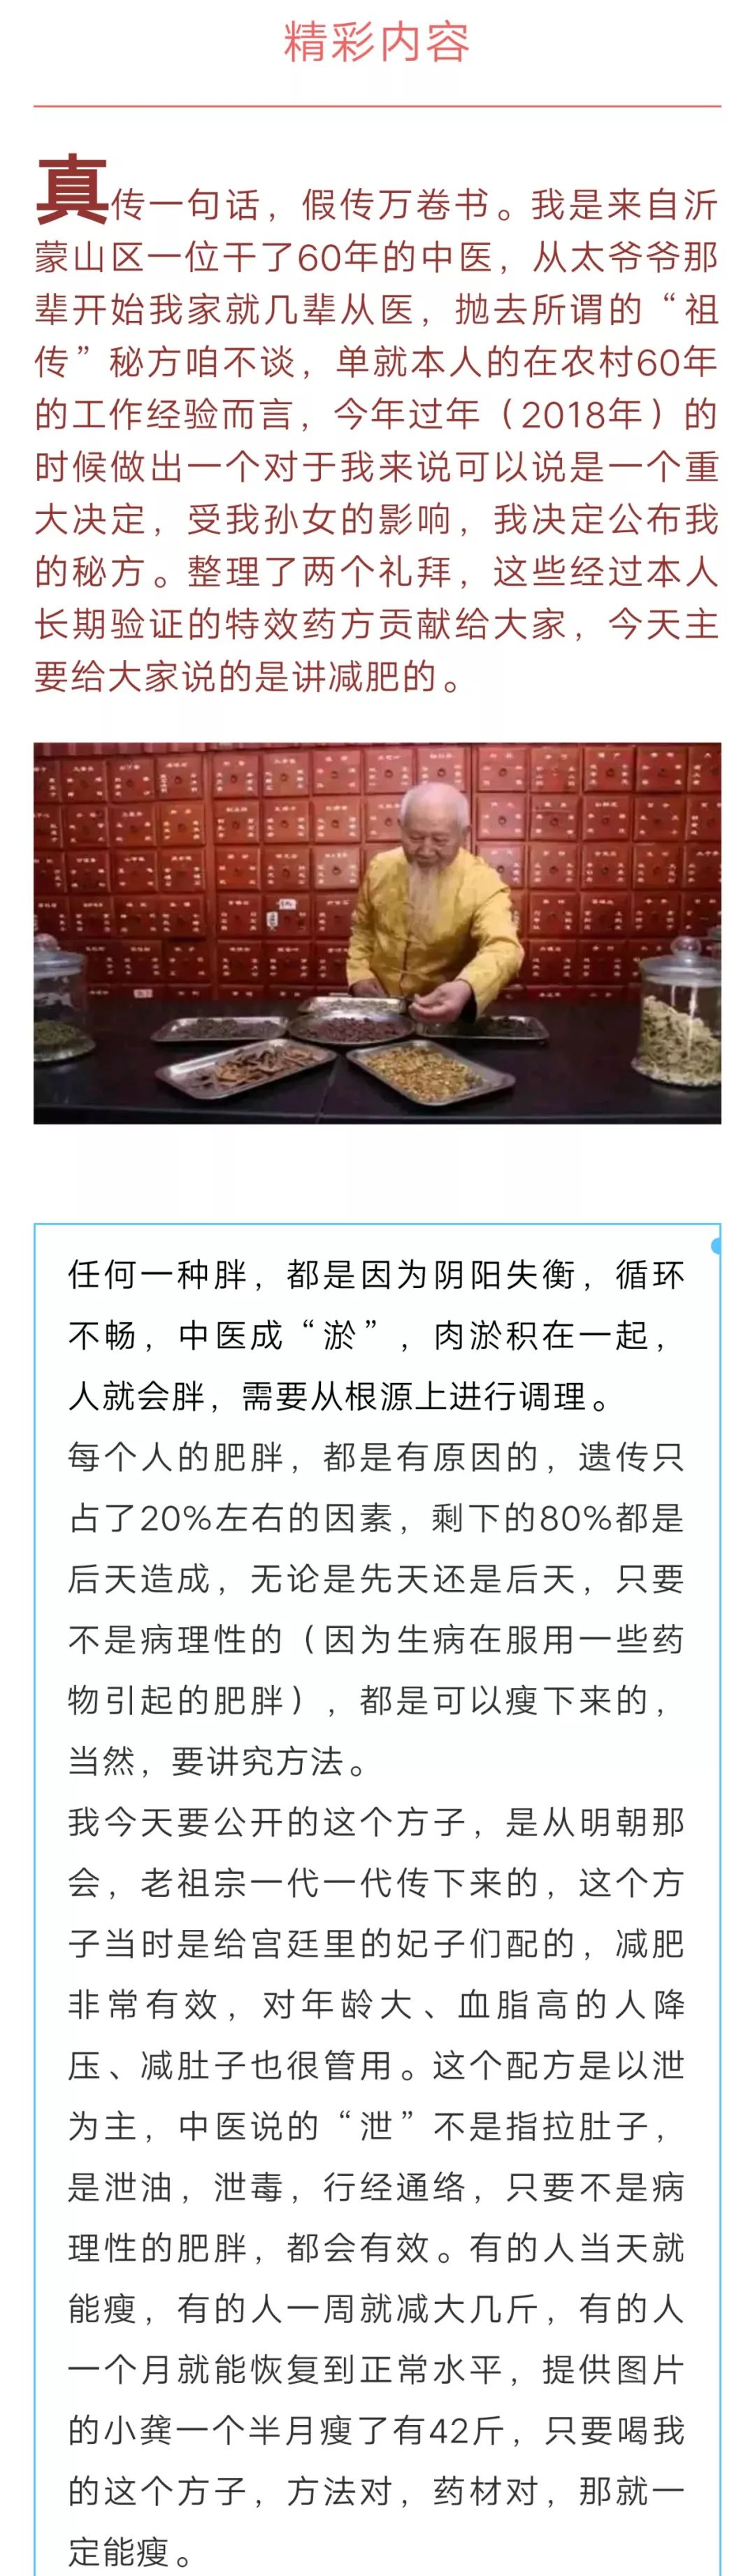 精彩内容
真传一句话，假传万卷书。我是来自沂
蒙山区一位干了60年的中医，从太爷爷那
辈开始我家就几辈从医，抛去所谓的“祖
传”秘方咱不谈，单就本人的在农村60年
的工作经验而言，今年过年（2018年）的
时候做出一个对于我来说可以说是一个重
大决定，受我孙女的影响，我决定公布我
的秘方。整理了两个礼拜，这些经过本人
长期验证的特效药方贡献给大家，今天主
要给大家说的是讲减肥的。
任何一种胖，都是因为阴阳失衡，循环
不畅，中医成“淤”，肉淤积在一起，
人就会胖，需要从根源上进行调理。
每个人的肥胖，都是有原因的，遗传只
占了20%左右的因素，剩下的80%都是
后天造成，无论是先天还是后天，只要
不是病理性的（因为生病在服用一些药
物引起的肥胖），都是可以瘦下来的，
当然，要讲究方法。
我今天要公开的这个方子，是从明朝那
会，老祖宗一代一代传下来的，这个方
子当时是给宫廷里的妃子们配的，减肥
非常有效，对年龄大、血脂高的人降
压、减肚子也很管用。这个配方是以泄
为主，中医说的“泄”不是指拉肚子，
是泄油，泄毒，行经通络，只要不是病
理性的肥胖，都会有效。有的人当天就
能瘦，有的人一周就减大几斤，有的人
一个月就能恢复到正常水平，提供图片
的小龚一个半月瘦了有42斤，只要喝我
的这个方子，方法对，药材对，那就一
定能瘦。